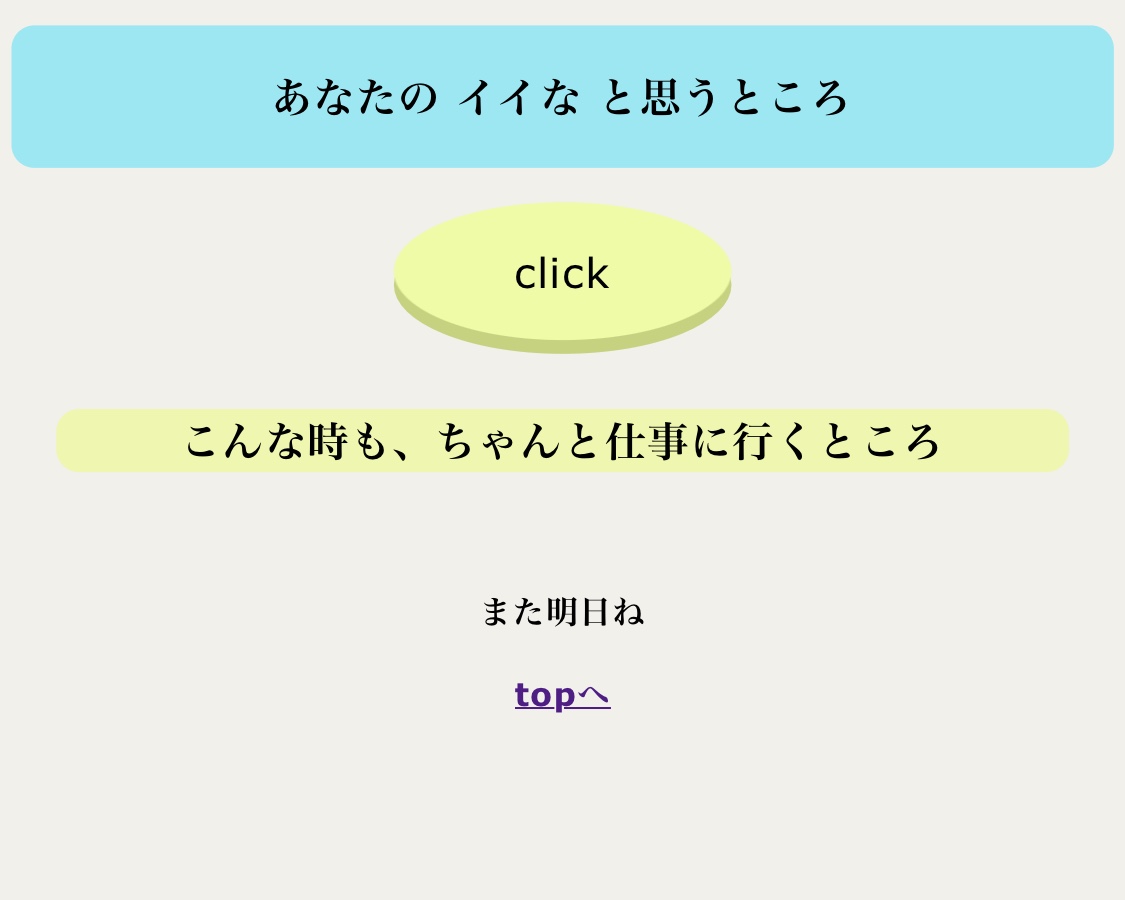 あなたの イイな と思うところ
click
こんな時も、ちゃんと仕事に行くところ
また明日ね
topへ